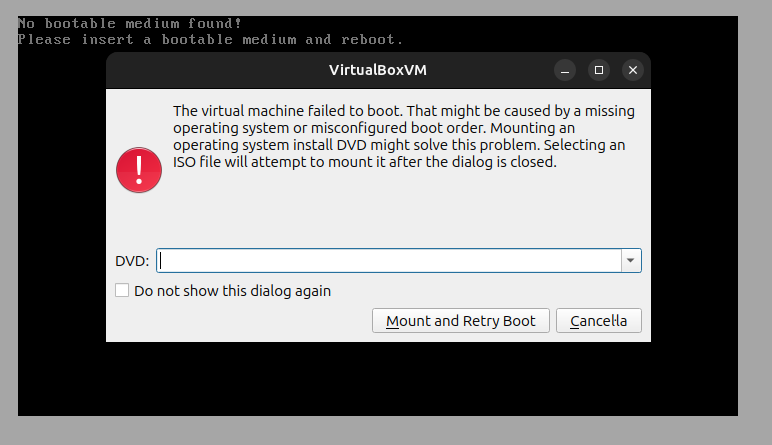 No bootable medium found!
Please insert a bootable medium and reboot.
VirtualBoxVM
The virtual machine failed to boot. That might be caused by a missing
operating system or misconfigured boot order. Mounting an
operating system install DVD might solve this problem. Selecting an
ISO file will attempt to mount it after the dialog is closed.
DVD:
Do not show this dialog again
Mount and Retry Boot
Canceŀla